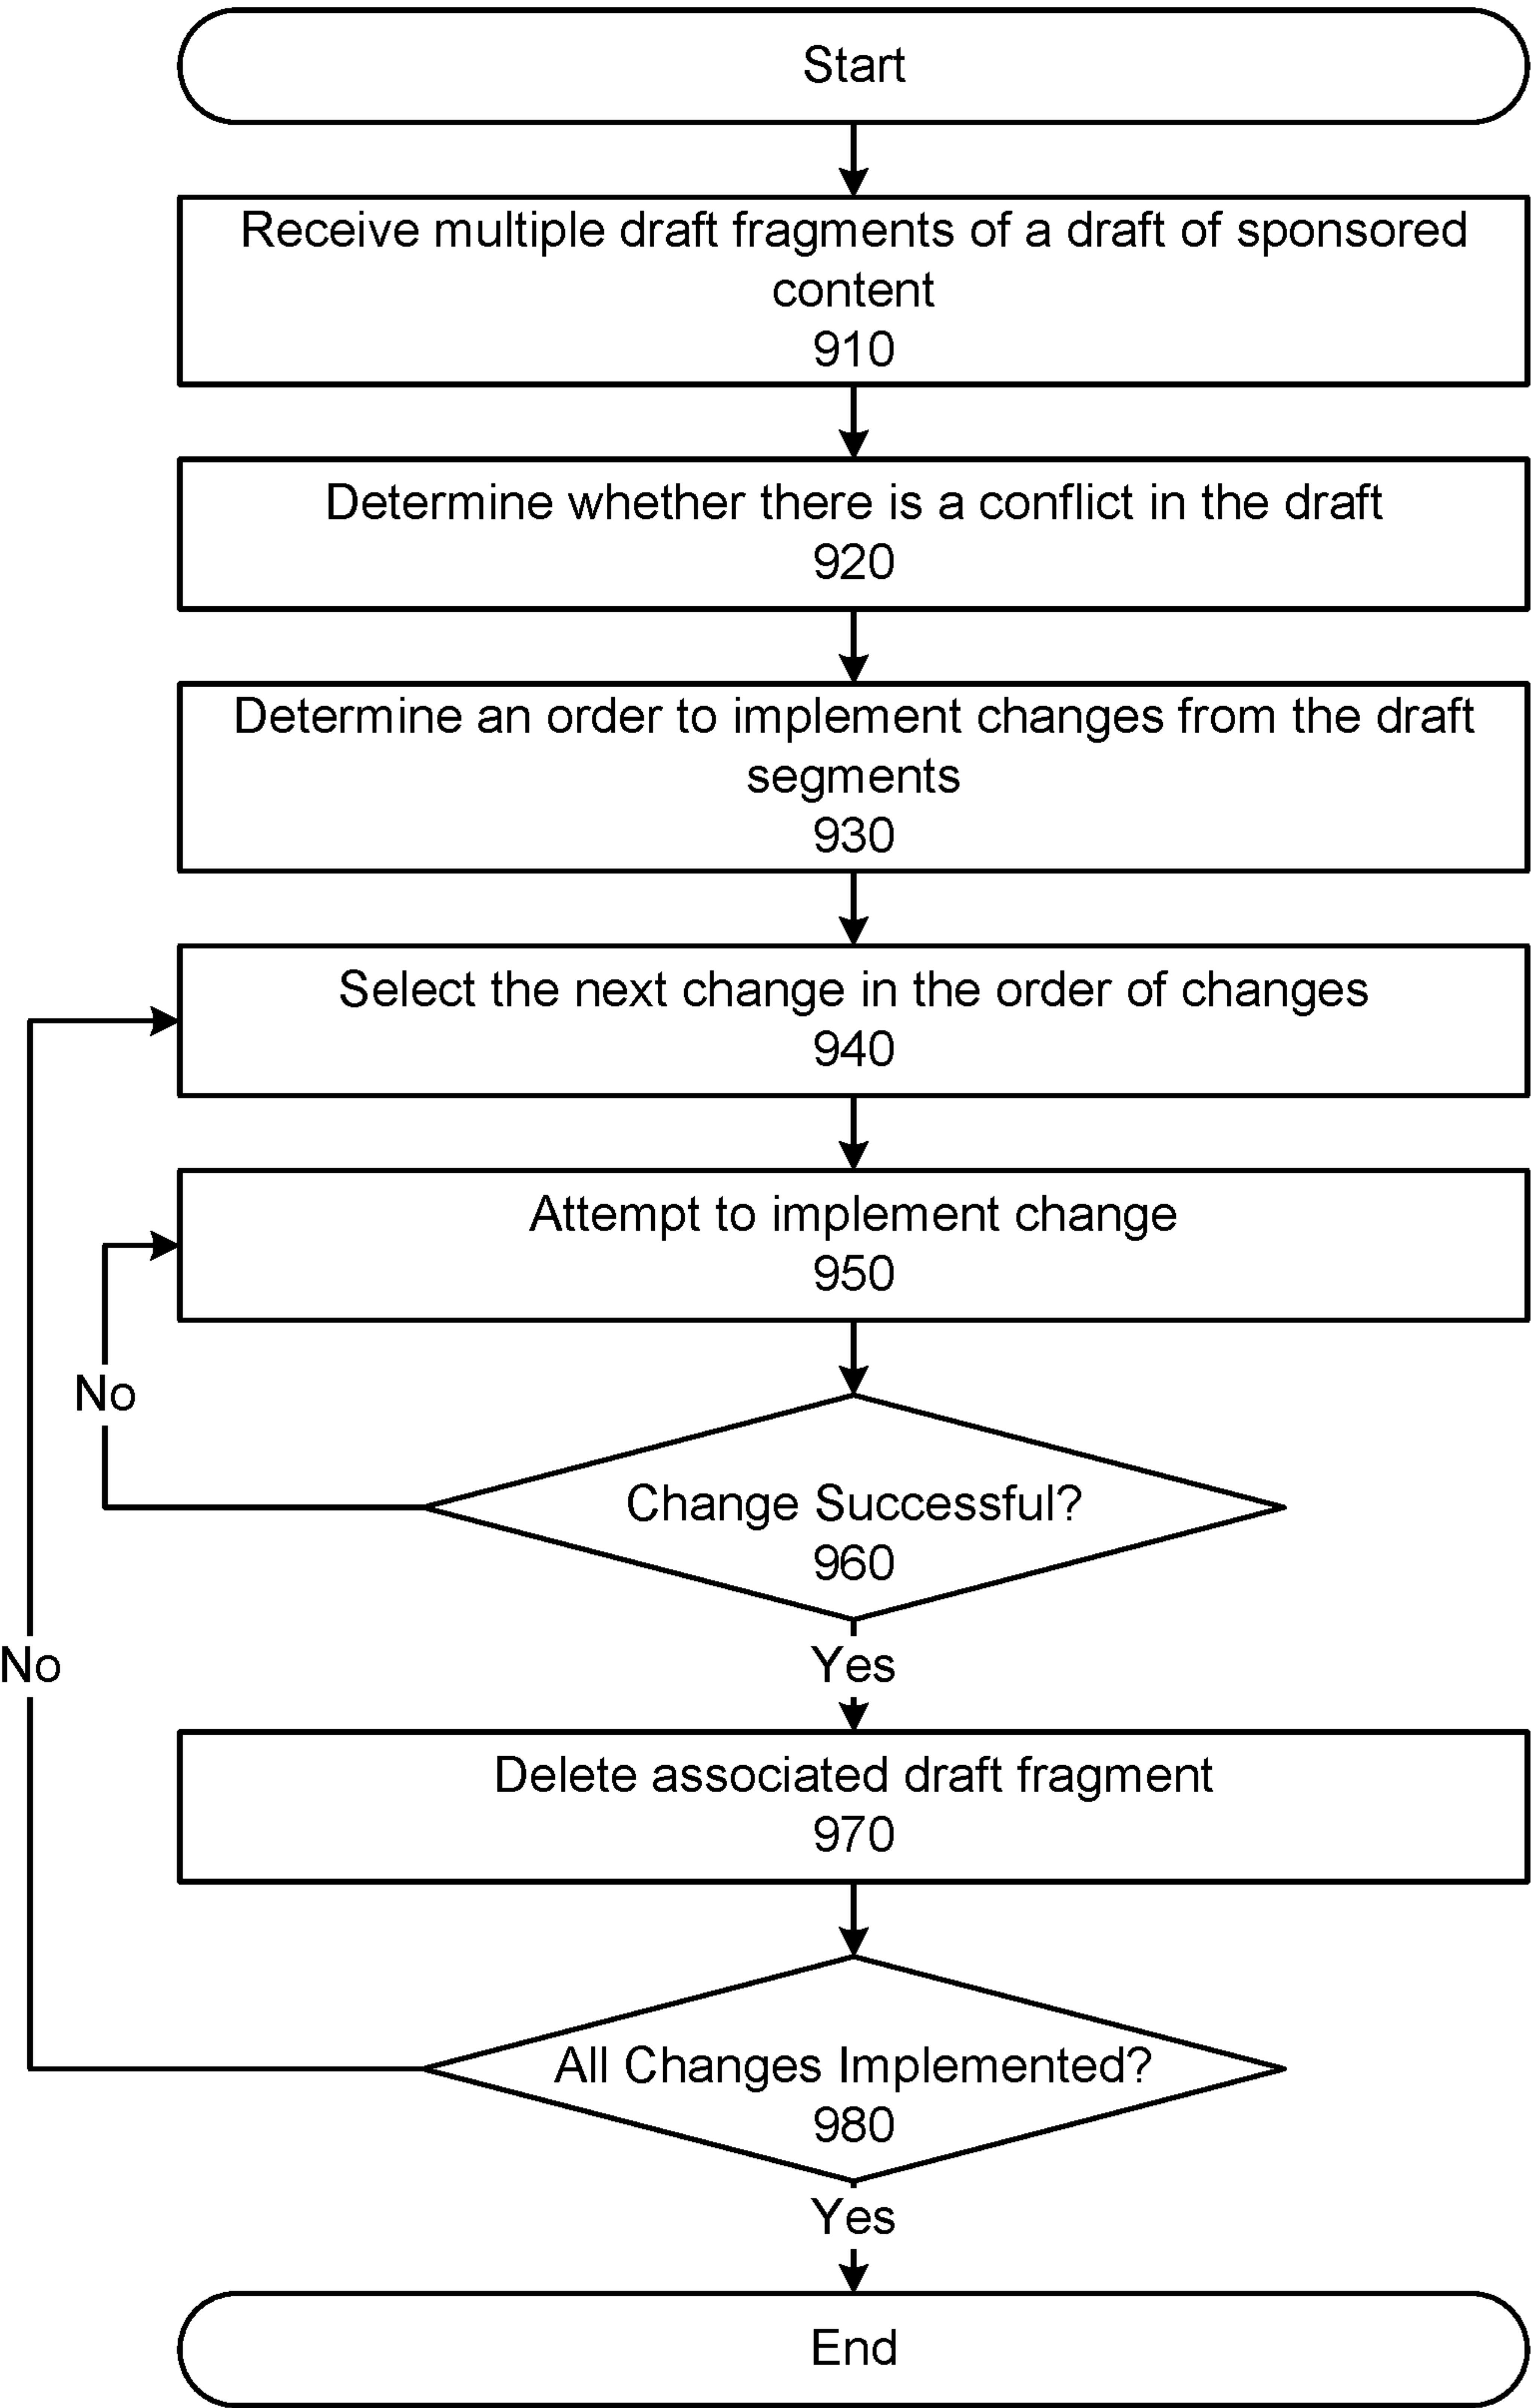 Start
Receive multiple draft fragments of a draft of sponsored
content
910
Determine whether there is a conflict in the draft
920
Determine an order to implement changes from the draft
segments
930
Select the next change in the order of changes
940
Attempt to implement change
950
No
Change Successful?
960
No
Yes
Delete associated draft fragment
970
All Changes Implemented?
980
Yes
End